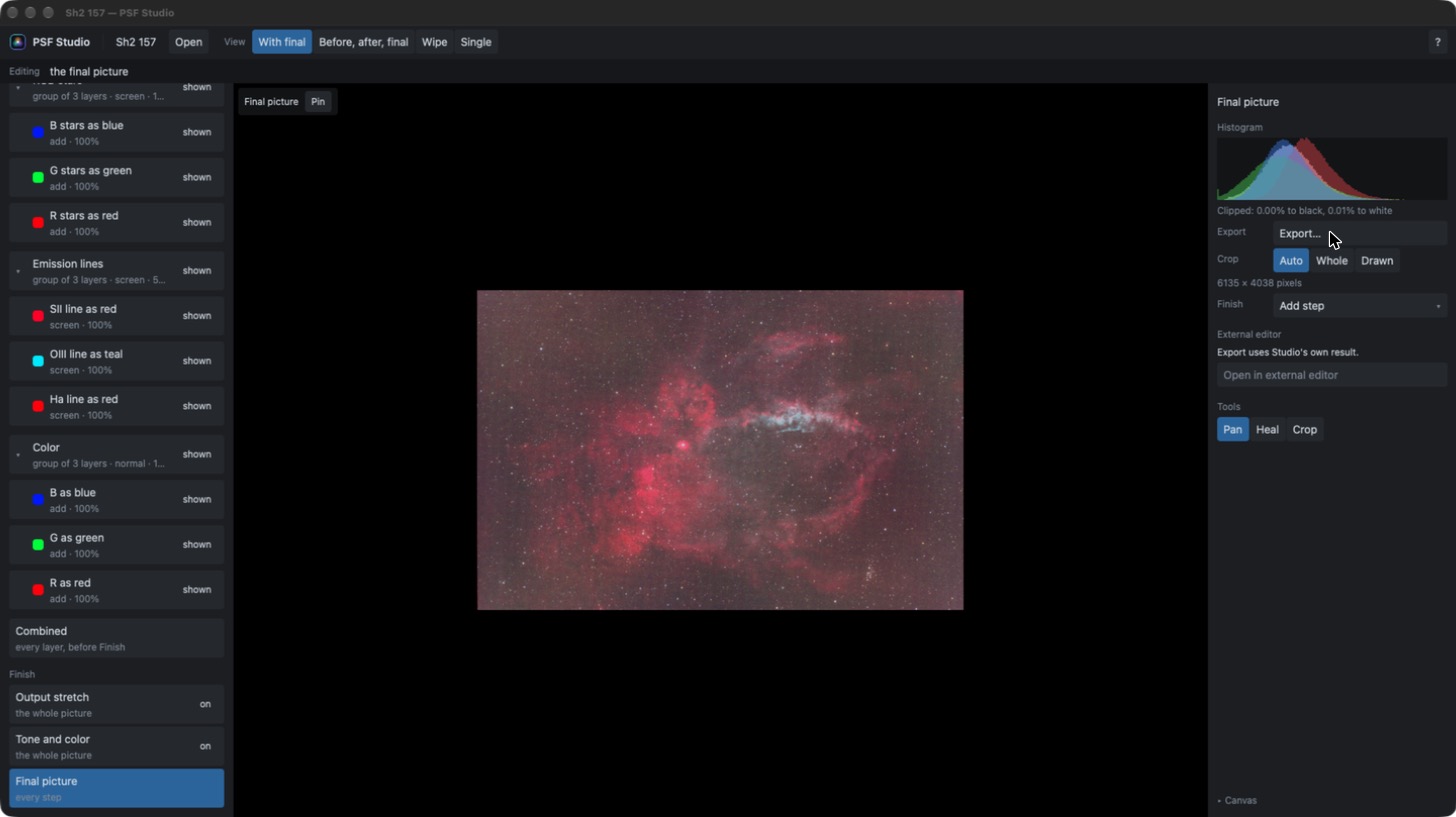 Sh2 157 — PSF Studio
PSF Studio
Sh2 157
Open
View
With final
Before, after, final
Wipe
Single
?
Editing
the final picture
shown
group of 3 layers · screen · 1...
B stars as blue
add · 100%
shown
G stars as green
add · 100%
shown
R stars as red
add · 100%
shown
Emission lines
group of 3 layers · screen · 5...
shown
SII line as red
screen · 100%
shown
OIII line as teal
screen · 100%
shown
Ha line as red
screen · 100%
shown
Color
group of 3 layers · normal · 1...
shown
B as blue
add · 100%
shown
G as green
add · 100%
shown
R as red
add · 100%
shown
Combined
every layer, before Finish
Finish
Output stretch
the whole picture
on
Tone and color
the whole picture
on
Final picture
every step
Final picture
Pin
Final picture
Histogram
Clipped: 0.00% to black, 0.01% to white
Export
Export...
Crop
Auto
Whole
Drawn
6135 × 4038 pixels
Finish
Add step
External editor
Export uses Studio's own result.
Open in external editor
Tools
Pan
Heal
Crop
Canvas